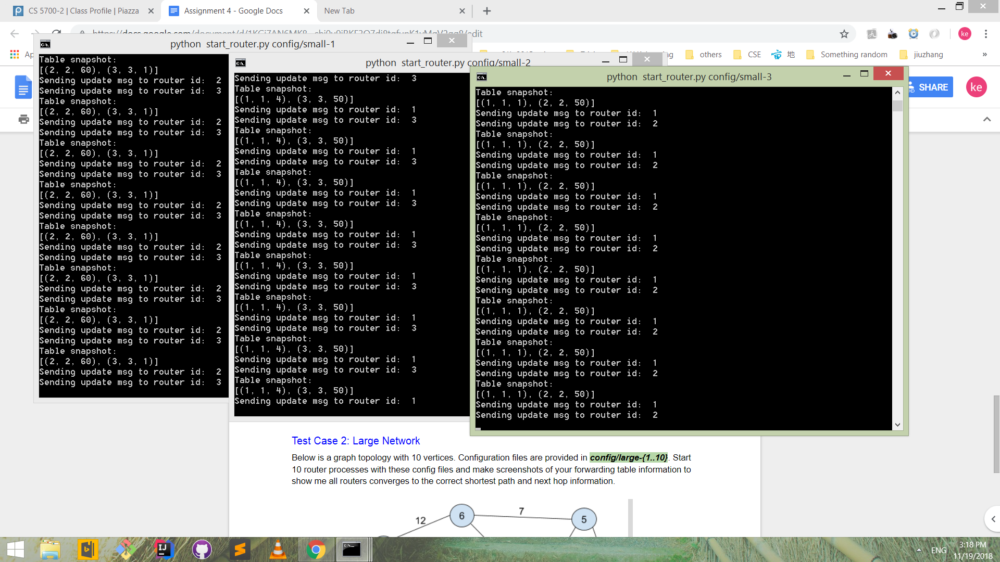 CS 5700-2 | Class Profile | Piazza
Assignment 4 - Google Docs
New Tab
others
CSE
地
Something random
jiuzhang
»
SHARE
ke
ke
python start_router.py config/small-1
Table snapshot:
[(2, 2, 60), (3, 3, 1)]
Sending update msg to router id: 2
Sending update msg to router id: 3
Table snapshot:
[(2, 2, 60), (3, 3, 1)]
Sending update msg to router id: 2
Sending update msg to router id: 3
Table snapshot:
[(2, 2, 60), (3, 3, 1)]
Sending update msg to router id: 2
Sending update msg to router id: 3
Table snapshot:
[(2, 2, 60), (3, 3, 1)]
Sending update msg to router id: 2
Sending update msg to router id: 3
Table snapshot:
[(2, 2, 60), (3, 3, 1)]
Sending update msg to router id: 2
Sending update msg to router id: 3
Table snapshot:
[(2, 2, 60), (3, 3, 1)]
Sending update msg to router id: 2
Sending update msg to router id: 3
Table snapshot:
[(2, 2, 60), (3, 3, 1)]
Sending update msg to router id: 2
Sending update msg to router id: 3
Table snapshot:
[(2, 2, 60), (3, 3, 1)]
Sending update msg to router id: 2
Sending update msg to router id: 3
python start_router.py config/small-2
Sending update msg to router id: 3
Table snapshot:
[(1, 1, 4), (3, 3, 50)]
Sending update msg to router id: 1
Sending update msg to router id: 3
Table snapshot:
[(1, 1, 4), (3, 3, 50)]
Sending update msg to router id: 1
Sending update msg to router id: 3
Table snapshot:
[(1, 1, 4), (3, 3, 50)]
Sending update msg to router id: 1
Sending update msg to router id: 3
Table snapshot:
[(1, 1, 4), (3, 3, 50)]
Sending update msg to router id: 1
Sending update msg to router id: 3
Table snapshot:
[(1, 1, 4), (3, 3, 50)]
Sending update msg to router id: 1
Sending update msg to router id: 3
Table snapshot:
[(1, 1, 4), (3, 3, 50)]
Sending update msg to router id: 1
Sending update msg to router id: 3
Table snapshot:
[(1, 1, 4), (3, 3, 50)]
Sending update msg to router id: 1
Sending update msg to router id: 3
Table snapshot:
[(1, 1, 4), (3, 3, 50)]
Sending update msg to router id: 1
python start_router.py config/small-3
Table snapshot:
[(1, 1, 1), (2, 2, 50)]
Sending update msg to router id: 1
Sending update msg to router id: 2
Table snapshot:
[(1, 1, 1), (2, 2, 50)]
Sending update msg to router id: 1
Sending update msg to router id: 2
Table snapshot:
[(1, 1, 1), (2, 2, 50)]
Sending update msg to router id: 1
Sending update msg to router id: 2
Table snapshot:
[(1, 1, 1), (2, 2, 50)]
Sending update msg to router id: 1
Sending update msg to router id: 2
Table snapshot:
[(1, 1, 1), (2, 2, 50)]
Sending update msg to router id: 1
Sending update msg to router id: 2
Table snapshot:
[(1, 1, 1), (2, 2, 50)]
Sending update msg to router id: 1
Sending update msg to router id: 2
Table snapshot:
[(1, 1, 1), (2, 2, 50)]
Sending update msg to router id: 1
Sending update msg to router id: 2
Table snapshot:
[(1, 1, 1), (2, 2, 50)]
Sending update msg to router id: 1
Sending update msg to router id: 2
Test Case 2: Large Network
Below is a graph topology with 10 vertices. Configuration files are provided in config/large-{1..10}. Start
10 router processes with these config files and make screenshots of your forwarding table information to
show me all routers converges to the correct shortest path and next hop information.
12
6
7
5
ENG
3:18 PM
11/19/2018